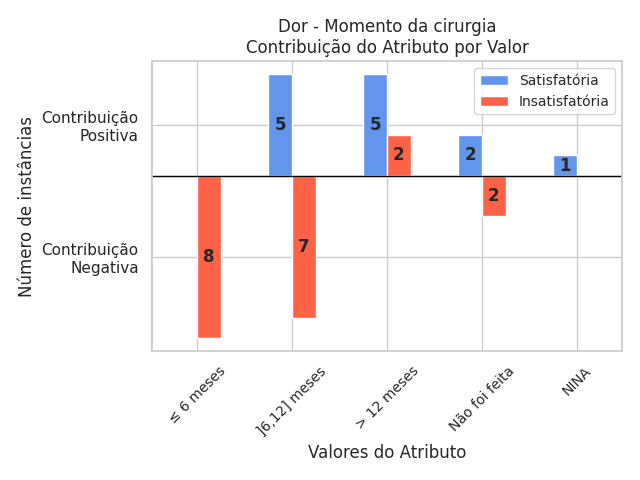 Dor - Momento da cirurgia
Contribuição do Atributo por Valor
Satisfatória
Insatisfatória
Contribuição
Positiva
Contribuição
Negativa
Número de instâncias
5
5
2
2
1
8
7
2
≤ 6 meses
]6,12] meses
> 12 meses
Não foi feita
NINA
Valores do Atributo